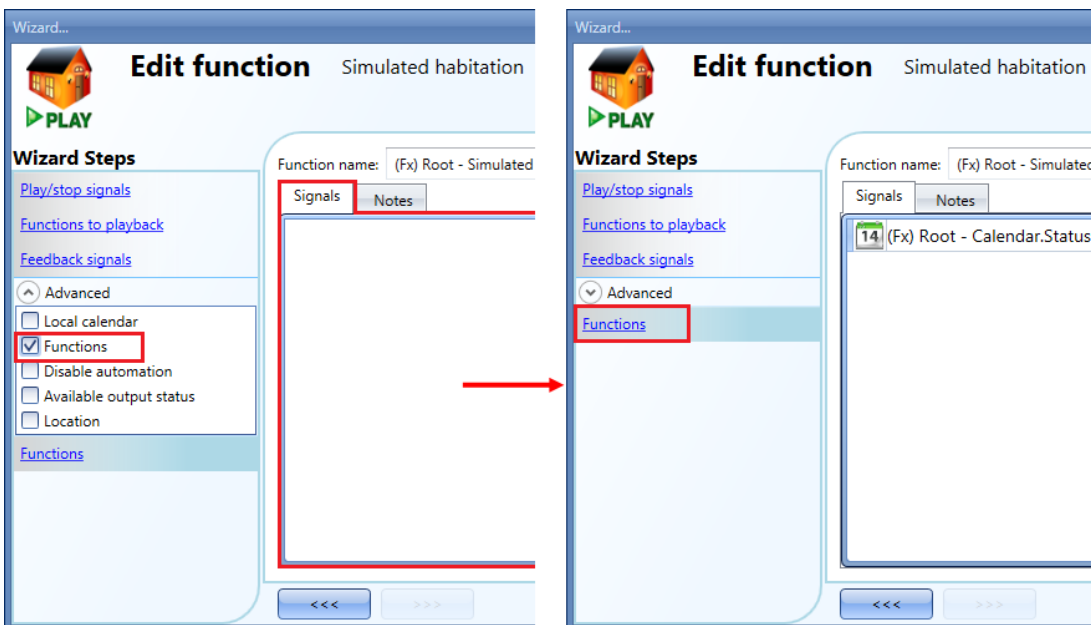 Wizard...
Edit function Simulated habitation
PLAY
Wizard Steps
Play/stop signals
Functions to playback
Feedback signals
Advanced
Local calendar
Functions
Disable automation
Available output status
Location
Functions
Function name: (Fx) Root - Simulated
Signals Notes
<<< >>>
Wizard...
Edit function Simulated habitation
PLAY
Wizard Steps
Play/stop signals
Functions to playback
Feedback signals
Advanced
Functions
Function name: (Fx) Root - Simulated
Signals Notes
14 (Fx) Root - Calendar.Status
<<< >>>